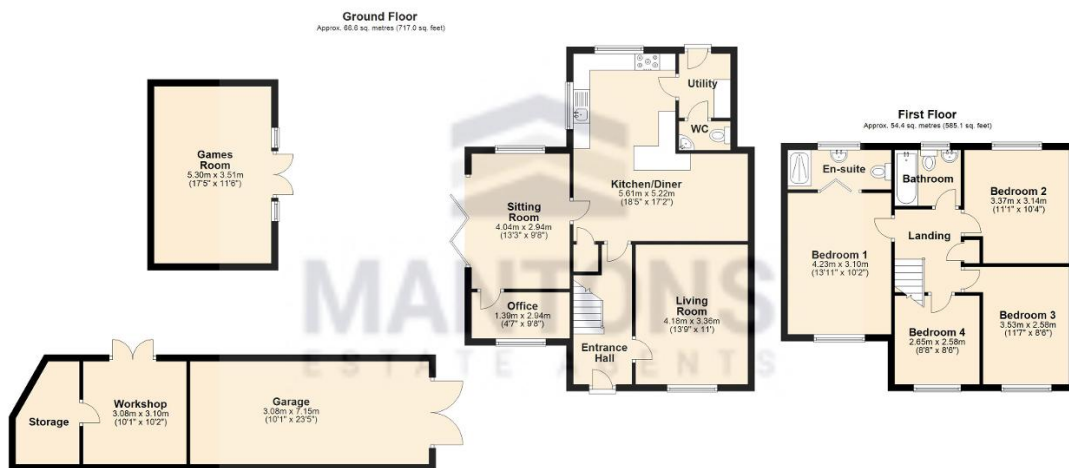 Ground Floor
Approx. 66.6 sq. metres (717.0 sq. feet)
Games
Room
5.30m x 3.51m
(17'5" x 11'6")
Utility
WC
Kitchen/Diner
5.61m x 5.22m
(18'5" x 17'2")
Sitting
Room
4.04m x 2.94m
(13'3" x 9'8")
Office
1.39m x 2.94m
(4'7" x 9'8")
Living
Room
4.18m x 3.36m
(13'9" x 11')
Entrance
Hall
Storage
Workshop
3.08m x 3.10m
(10'1" x 10'2")
Garage
3.08m x 7.15m
(10'1" x 23'5")
First Floor
Approx. 54.4 sq. metres (585.1 sq. feet)
En-suite
Bathroom
Bedroom 2
3.37m x 3.14m
(11'1" x 10'4")
Landing
Bedroom 1
4.23m x 3.10m
(13'11" x 10'2")
Bedroom 3
3.53m x 2.58m
(11'7" x 8'6")
Bedroom 4
2.65m x 2.58m
(8'8" x 8'6")
MANTONS
ESTATE AGENTS